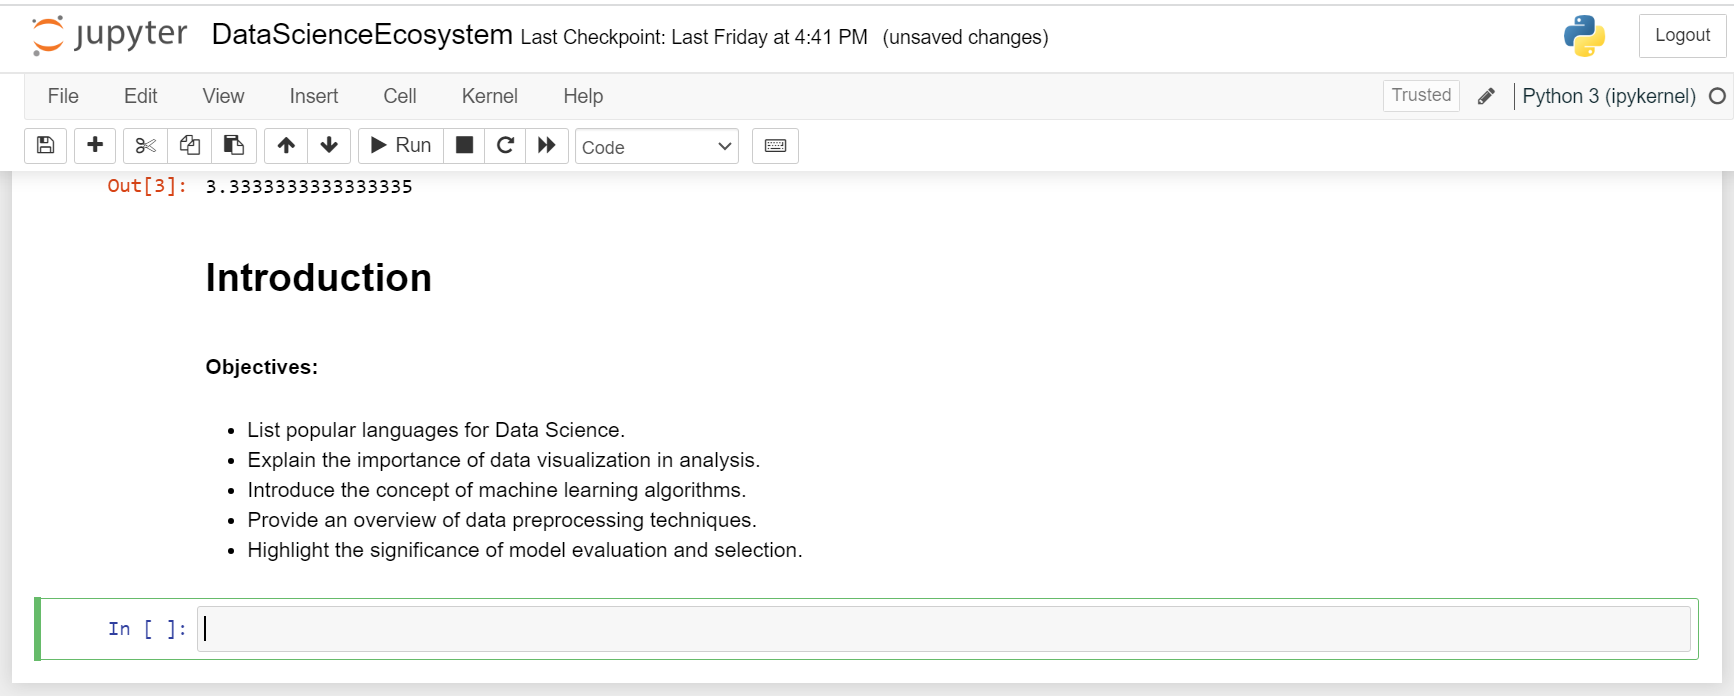 jupyter DataScienceEcosystem Last Checkpoint: Last Friday at 4:41 PM (unsaved changes) Logout
File Edit View Insert Cell Kernel Help Trusted Python 3 (ipykernel)
Run Code
Out[3]: 3.3333333333333335
Introduction
Objectives:
• List popular languages for Data Science.
• Explain the importance of data visualization in analysis.
• Introduce the concept of machine learning algorithms.
• Provide an overview of data preprocessing techniques.
• Highlight the significance of model evaluation and selection.
In [ ]: